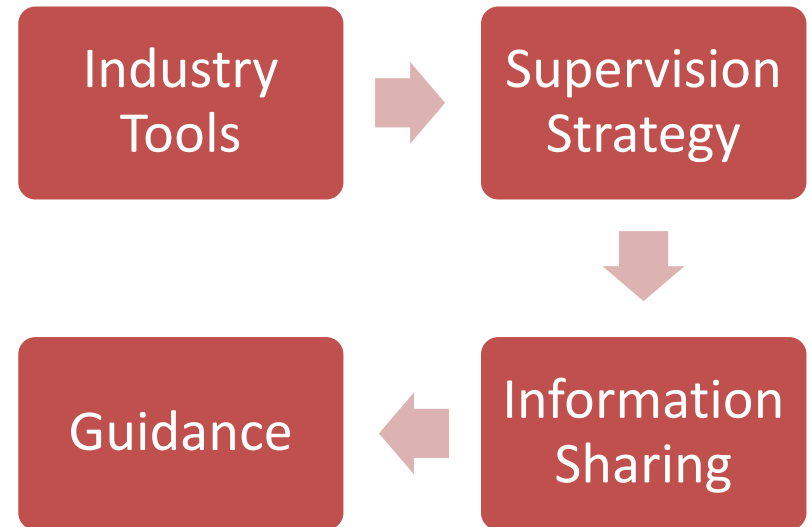 Industry
Tools
Supervision
Strategy
Information
Sharing
Guidance